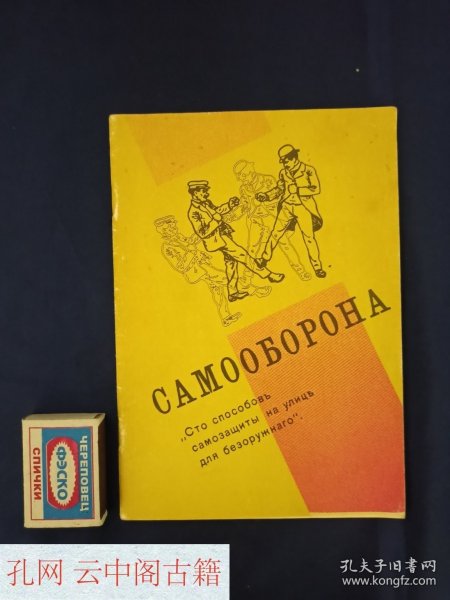 САМООБОРОНА
„Сто способовъ
самозащиты на улицѣ
для безоружнаго".
ЧЕРЕПОВЕЦ
ФЭСКО
СПИЧКИ
孔网 云中阁古籍
孔夫子旧书网
www.kongfz.com